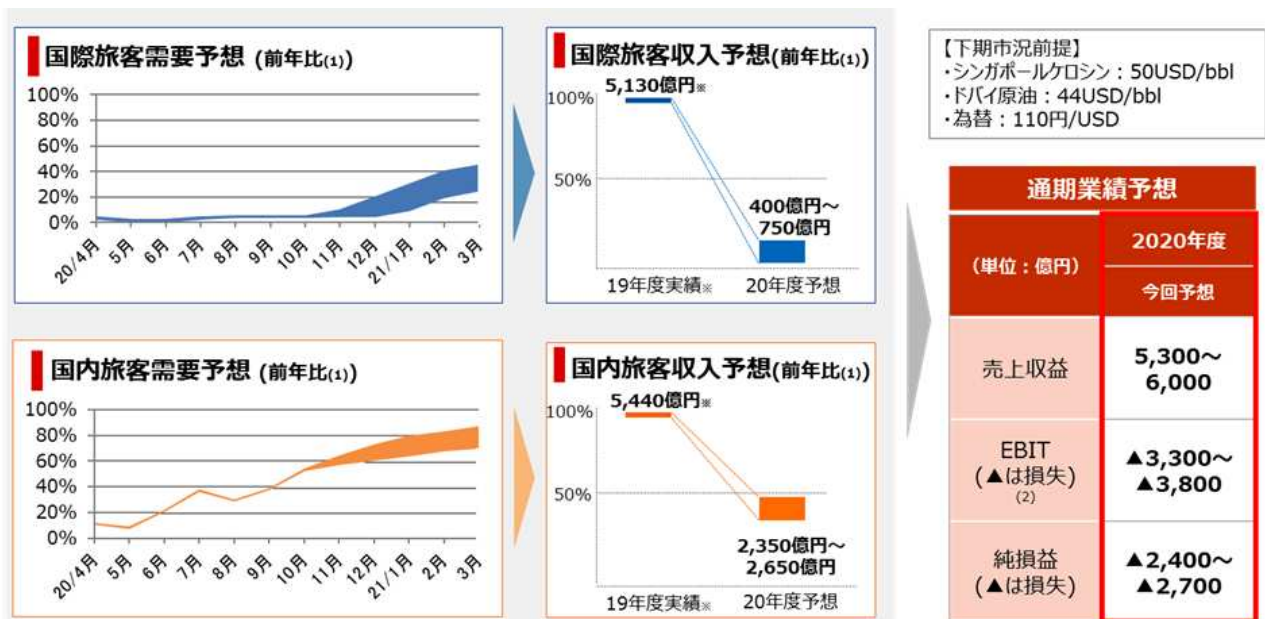 国際旅客需要予想 (前年比(1))
100%
80%
60%
40%
20%
0%
20/4月
5月
6月
7月
8月
9月
10月
11月
12月
21/1月
2月
3月
国際旅客収入予想(前年比(1))
5,130億円※
100%
50%
400億円～
750億円
19年度実績※
20年度予想
国内旅客需要予想 (前年比(1))
100%
80%
60%
40%
20%
0%
20/4月
5月
6月
7月
8月
9月
10月
11月
12月
21/1月
2月
3月
国内旅客収入予想(前年比(1))
5,440億円※
100%
50%
2,350億円～
2,650億円
19年度実績※
20年度予想
【下期市況前提】
・シンガポールケロシン：50USD/bbl
・ドバイ原油：44USD/bbl
・為替：110円/USD
通期業績予想
（単位：億円）
2020年度
今回予想
売上収益
5,300～
6,000
EBIT
(▲は損失)
(2)
▲3,300～
▲3,800
純損益
(▲は損失)
▲2,400～
▲2,700